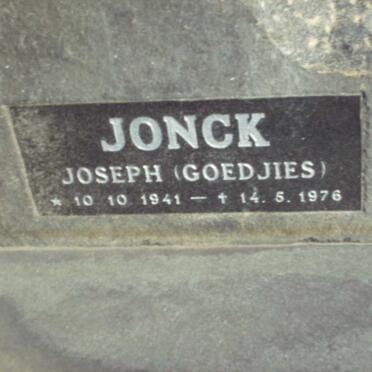 JONCK
JOSEPH (GOEDJIES)
* 10 10 1941 — † 14. 5. 1976